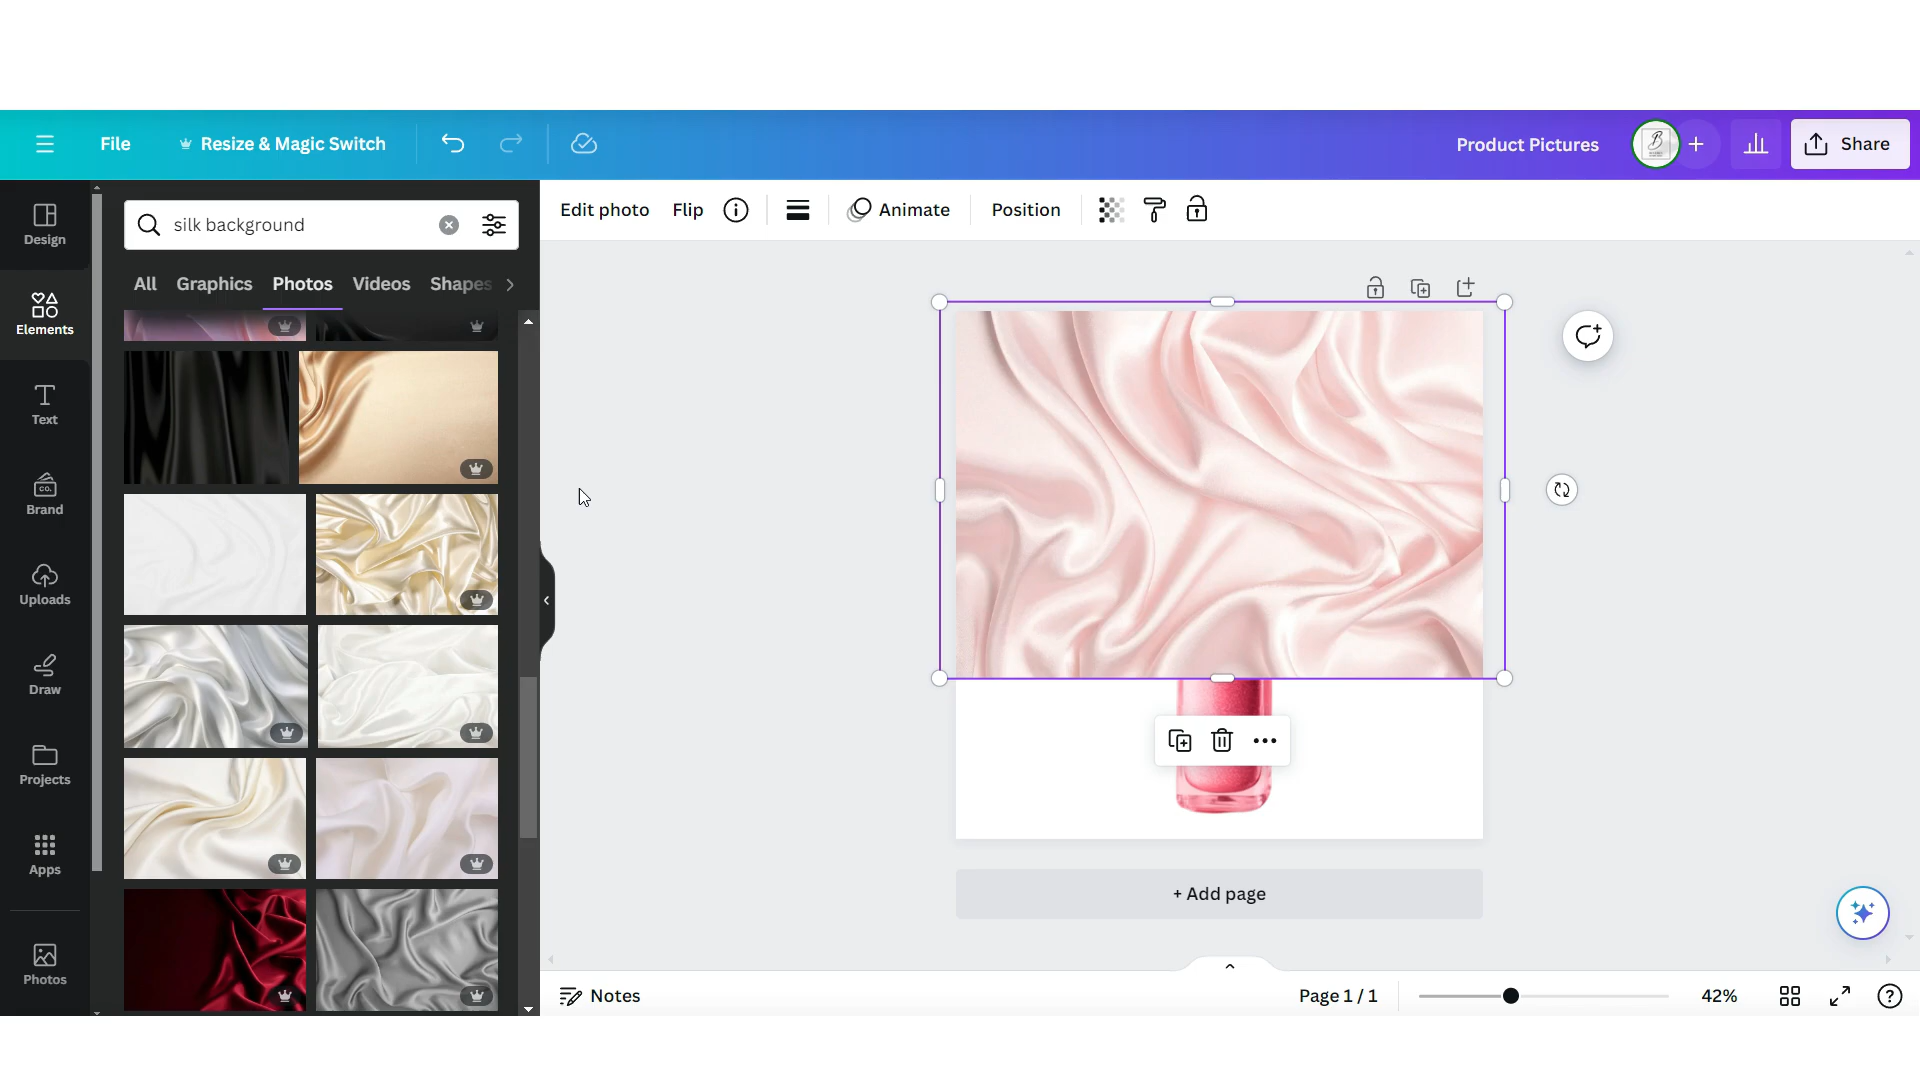 File
Resize & Magic Switch
Product Pictures
Share
Design
Elements
Text
Brand
CO.
Uploads
Draw
Projects
Apps
Photos
silk background
All Graphics Photos Videos Shapes
Edit photo Flip Animate Position
+ Add page
Notes
Page 1 / 1
42%